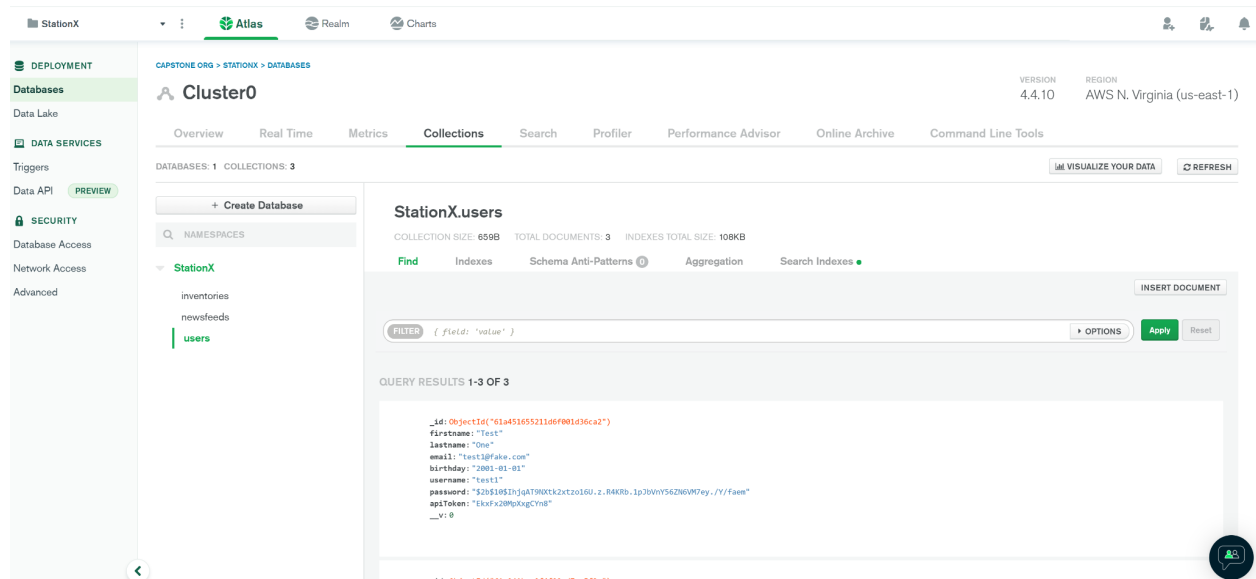 StationX
Atlas
Realm
Charts
DEPLOYMENT
Databases
Data Lake
DATA SERVICES
Triggers
Data API PREVIEW
SECURITY
Database Access
Network Access
Advanced
CAPSTONE ORG > STATIONX > DATABASES
Cluster0
VERSION
4.4.10
REGION
AWS N. Virginia (us-east-1)
Overview Real Time Metrics Collections Search Profiler Performance Advisor Online Archive Command Line Tools
DATABASES: 1 COLLECTIONS: 3
VISUALIZE YOUR DATA
REFRESH
+ Create Database
NAMESPACES
StationX
inventories
newsfeeds
users
StationX.users
COLLECTION SIZE: 659B TOTAL DOCUMENTS: 3 INDEXES TOTAL SIZE: 108KB
Find Indexes Schema Anti-Patterns 0 Aggregation Search Indexes
INSERT DOCUMENT
FILTER { field: 'value' }
OPTIONS
Apply
Reset
QUERY RESULTS 1-3 OF 3
_id: ObjectId("61a451655211d6f001d36ca2")
firstname: "Test"
lastname: "One"
email: "test1@fake.com"
birthday: "2001-01-01"
username: "test1"
password: "$2b$10$IhjqAT9NXtk2xtzo16U.z.R4KRb.1pJbVnY56ZN6VM7ey./Y/faem"
apiToken: "EkxFx20MpXxgCYn8"
__v: 0